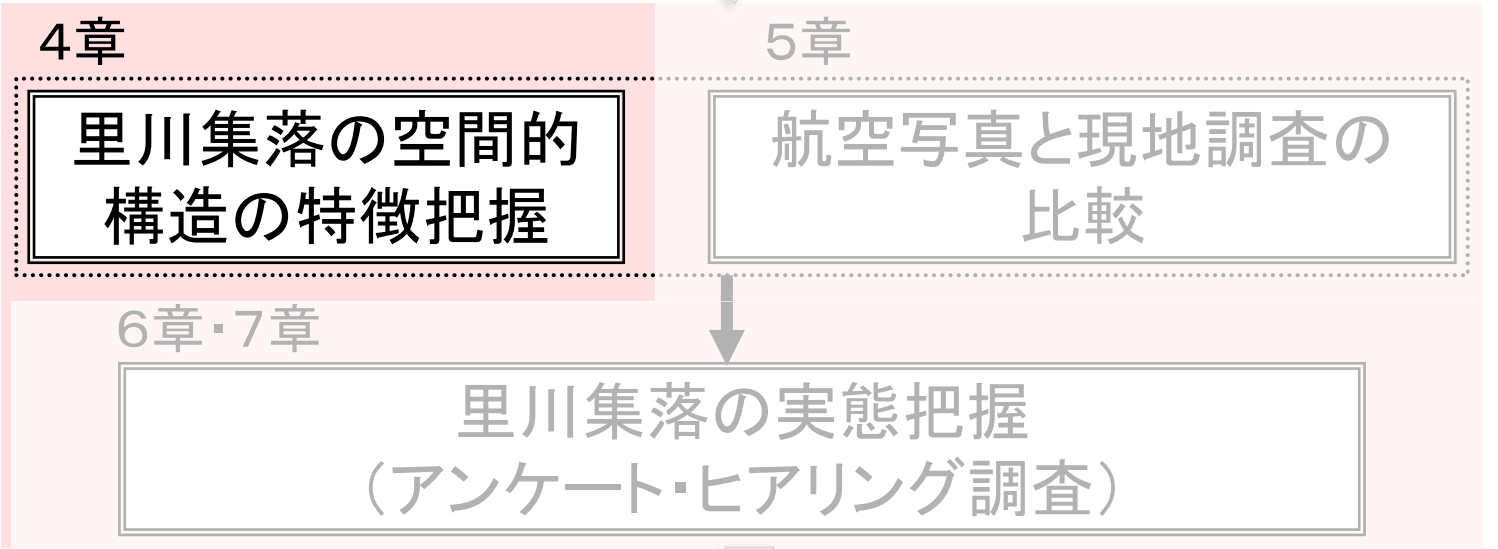 4章
里川集落の空間的
構造の特徴把握
5章
航空写真と現地調査の
比較
6章・7章
里川集落の実態把握
（アンケート・ヒアリング調査）